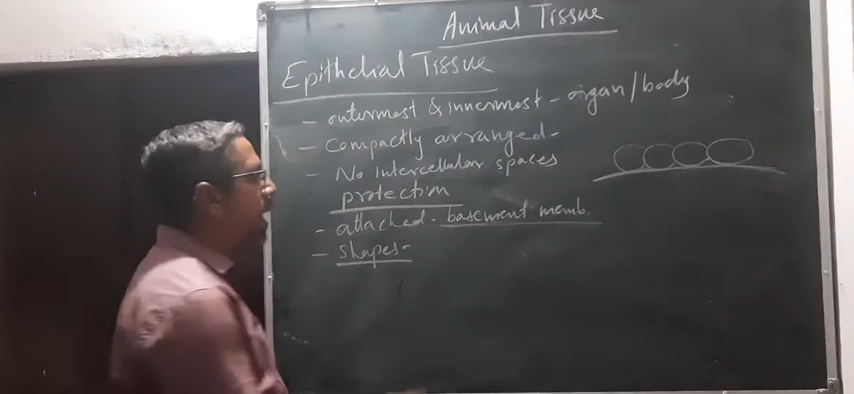 Animal Tissue
Epithelial Tissue
- outermost & innermost - organ/body
- Compactly arranged -
- No intercellular spaces
protection
- attached - basement memb.
- shapes -